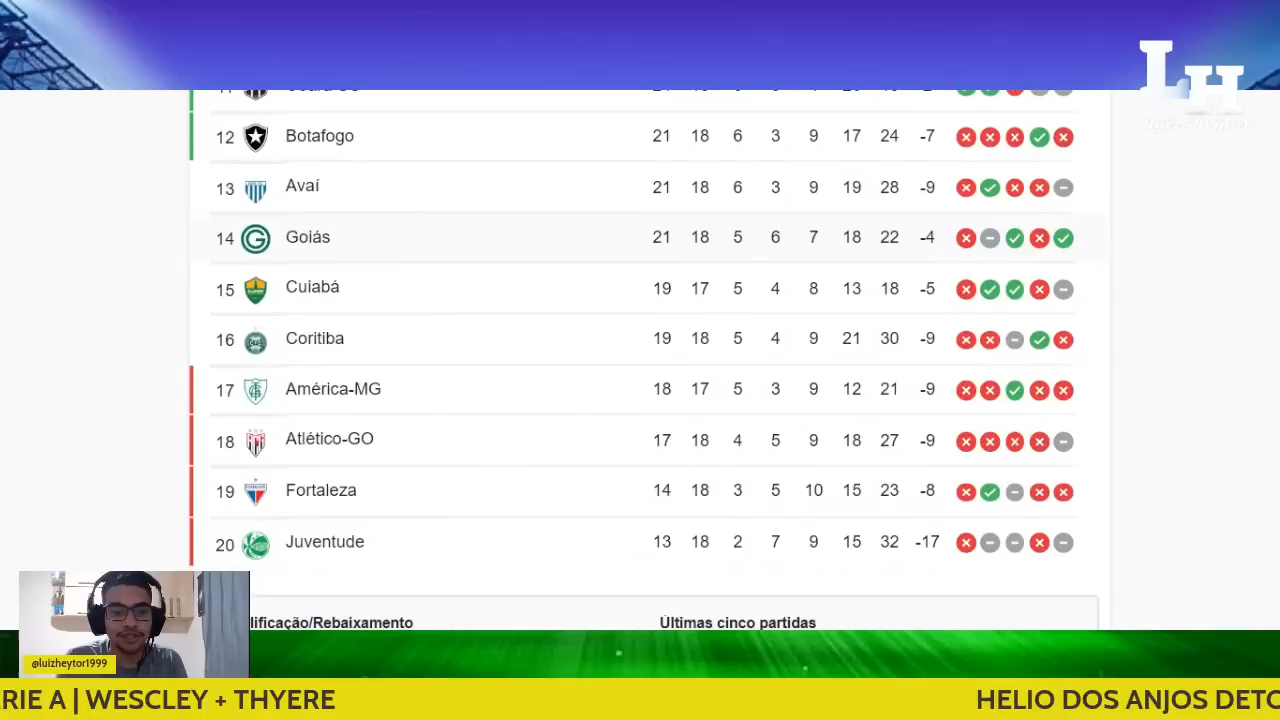 LH
12 Botafogo 21 18 6 3 9 17 24 -7
13 Avaí 21 18 6 3 9 19 28 -9
14 Goiás 21 18 5 6 7 18 22 -4
15 Cuiabá 19 17 5 4 8 13 18 -5
16 Coritiba 19 18 5 4 9 21 30 -9
17 América-MG 18 17 5 3 9 12 21 -9
18 Atlético-GO 17 18 4 5 9 18 27 -9
19 Fortaleza 14 18 3 5 10 15 23 -8
20 Juventude 13 18 2 7 9 15 32 -17
lificação/Rebaixamento Últimas cinco partidas
@luizheytor1999
ERIE A | WESCLEY + THYERE HELIO DOS ANJOS DETO